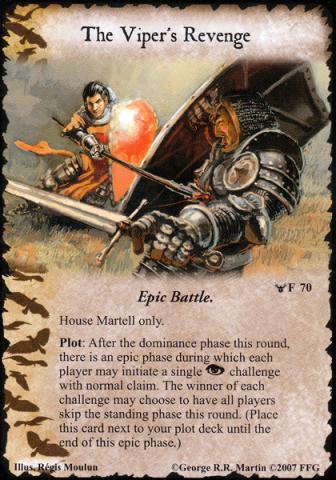 The Viper's Revenge
F 70
Epic Battle.
House Martell only.
Plot: After the dominance phase this round,
there is an epic phase during which each
player may initiate a single challenge
with normal claim. The winner of each
challenge may choose to have all players
skip the standing phase this round. (Place
this card next to your plot deck until the
end of this epic phase.)
Illus. Régis Moulun ©George R.R. Martin ©2007 FFG